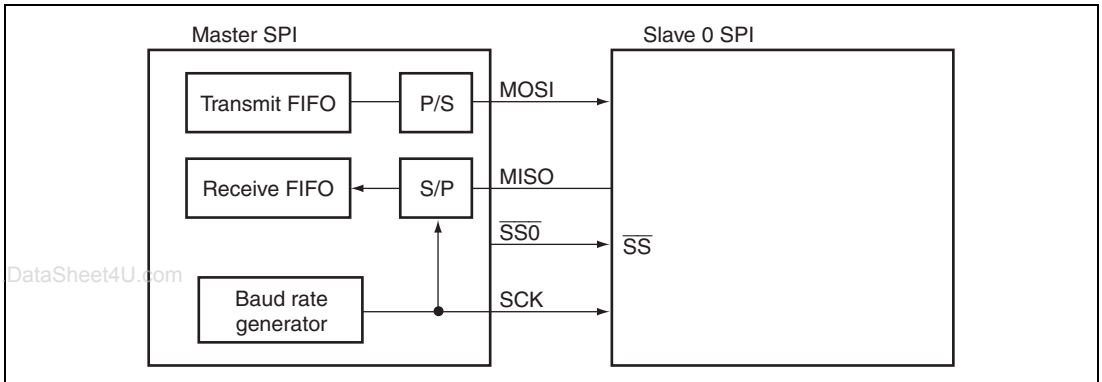 Master SPI
Slave 0 SPI
Transmit FIFO
P/S
MOSI
Receive FIFO
S/P
MISO
SS0
SS
DataSheet4U.com
Baud rate
generator
SCK